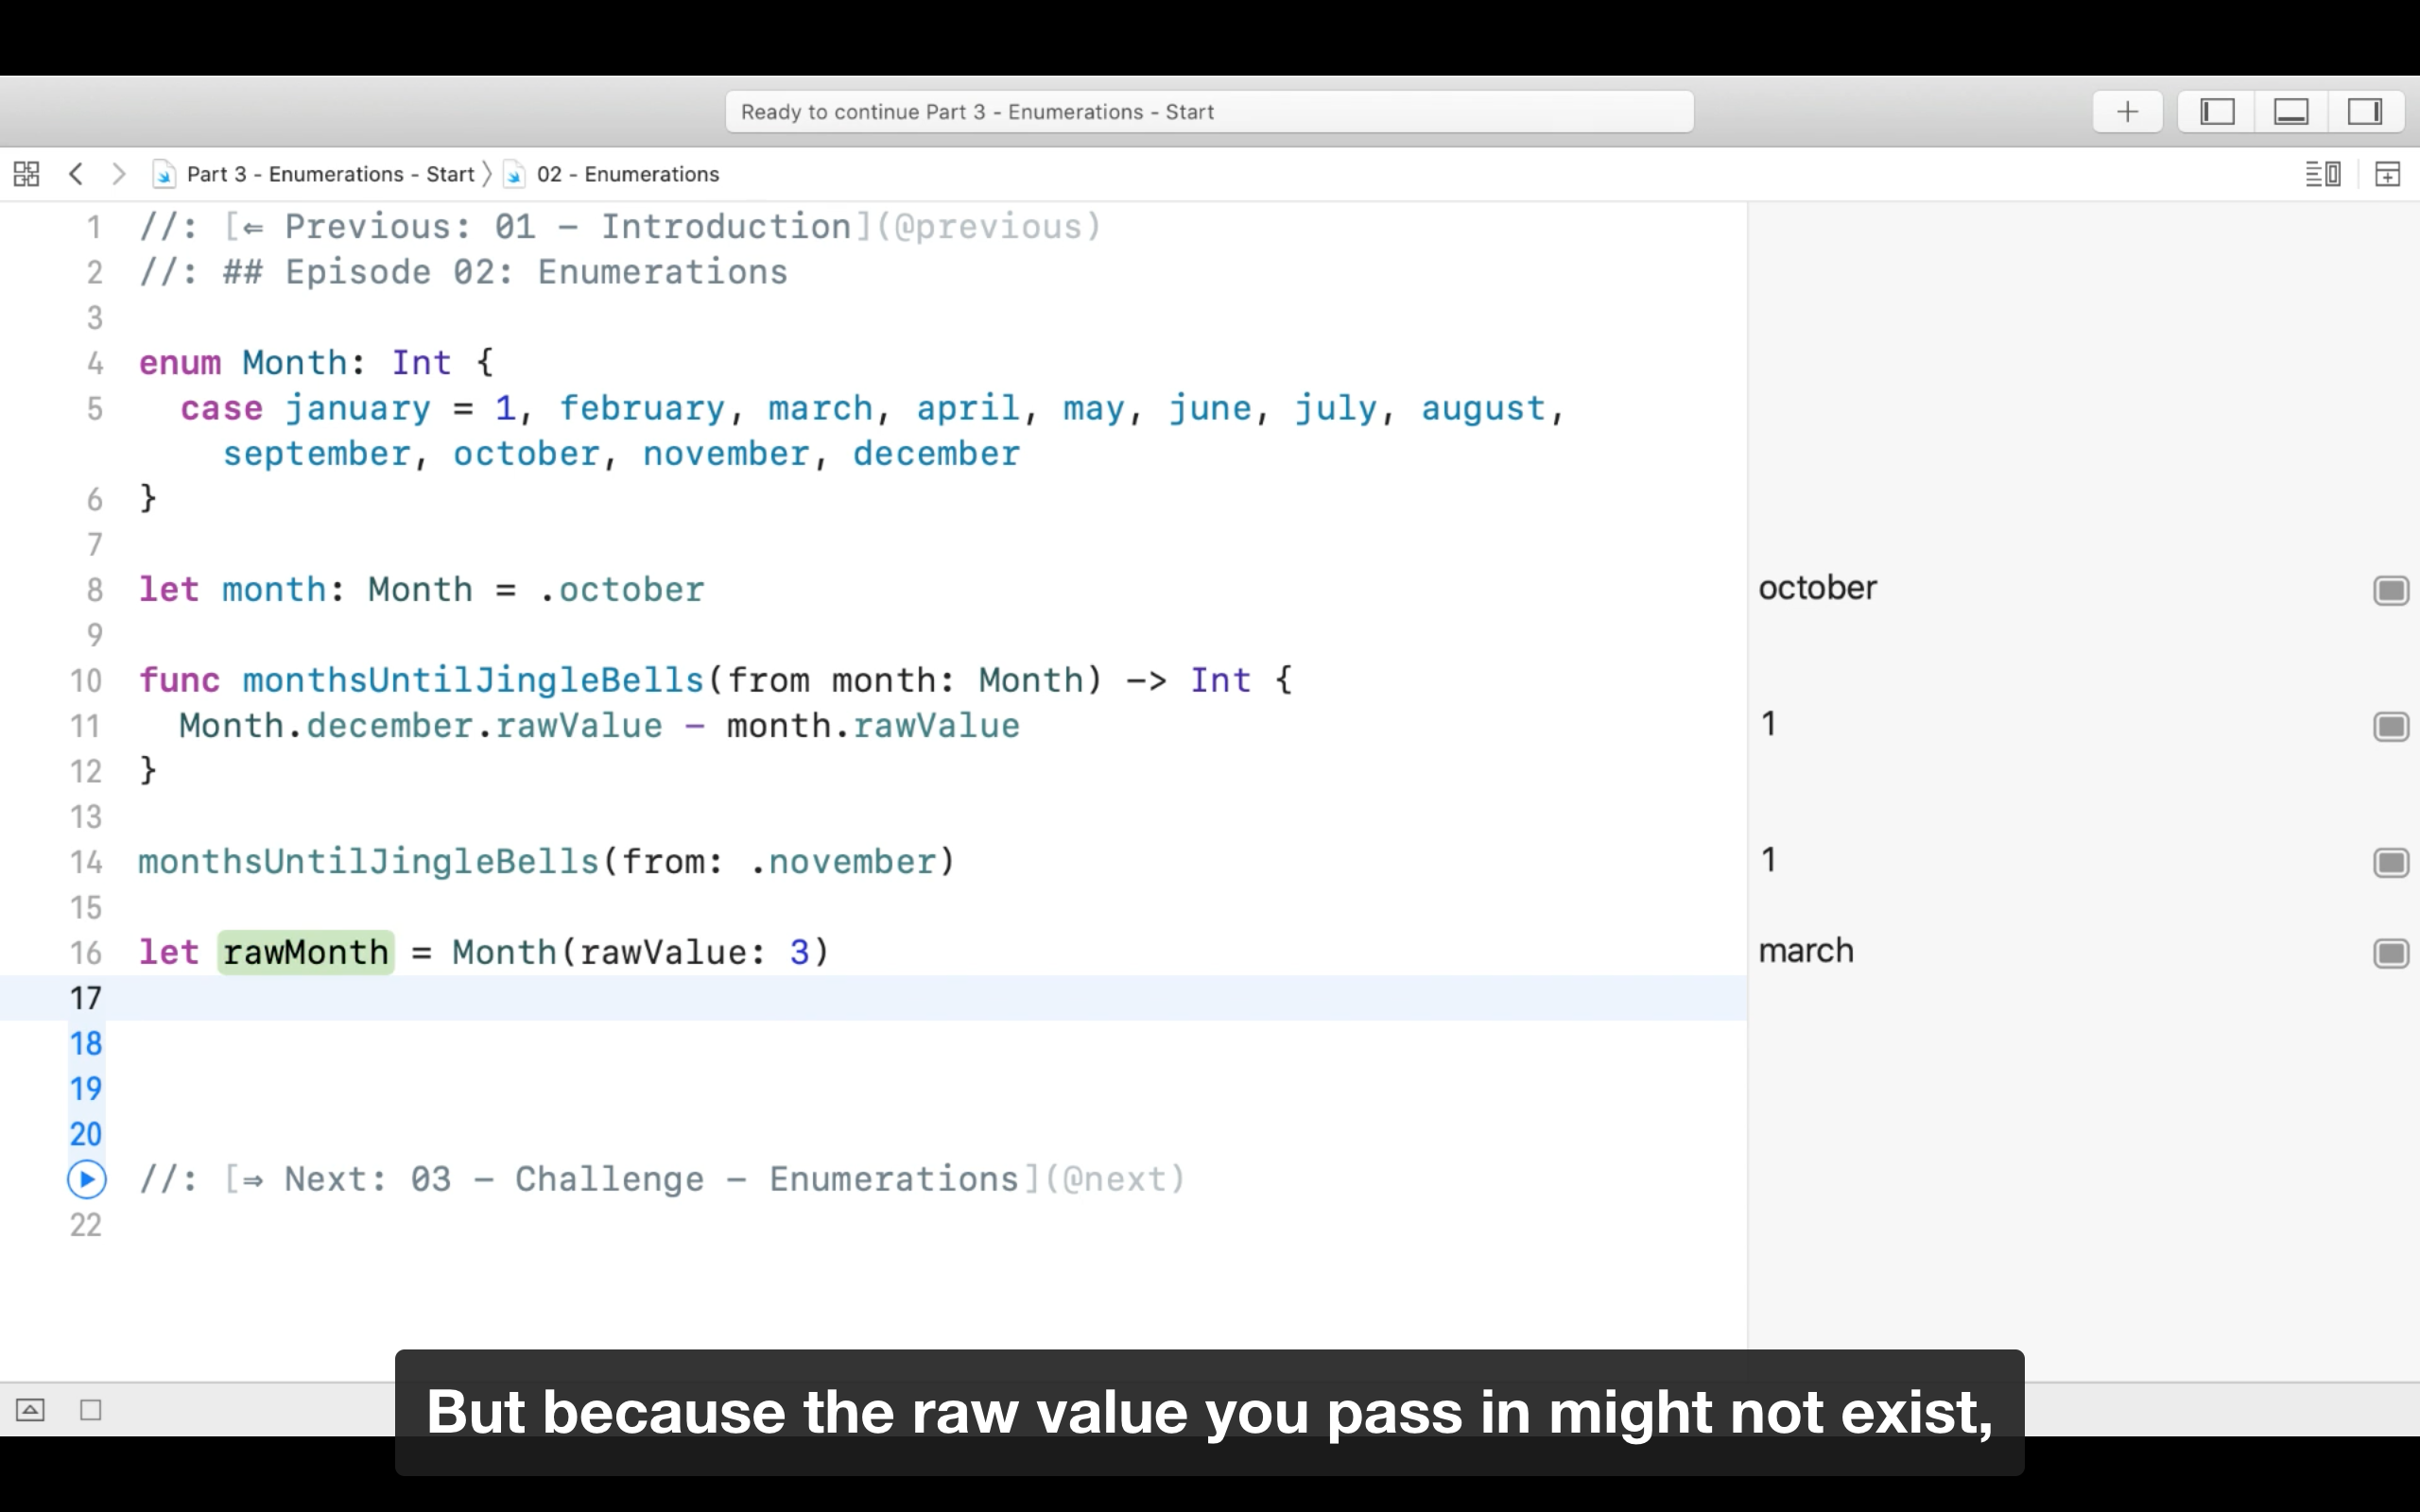 Ready to continue Part 3 - Enumerations - Start
Part 3 - Enumerations - Start 〉 02 - Enumerations
1 //: [⇐ Previous: 01 - Introduction](@previous)
2 //: ## Episode 02: Enumerations
3
4 enum Month: Int {
5 case january = 1, february, march, april, may, june, july, august,
september, october, november, december
6 }
7
8 let month: Month = .october
october
9
10 func monthsUntilJingleBells(from month: Month) -> Int {
11 Month.december.rawValue - month.rawValue
1
12 }
13
14 monthsUntilJingleBells(from: .november)
1
15
16 let rawMonth = Month(rawValue: 3)
march
17
18
19
20
//: [⇒ Next: 03 - Challenge - Enumerations](@next)
22
But because the raw value you pass in might not exist,